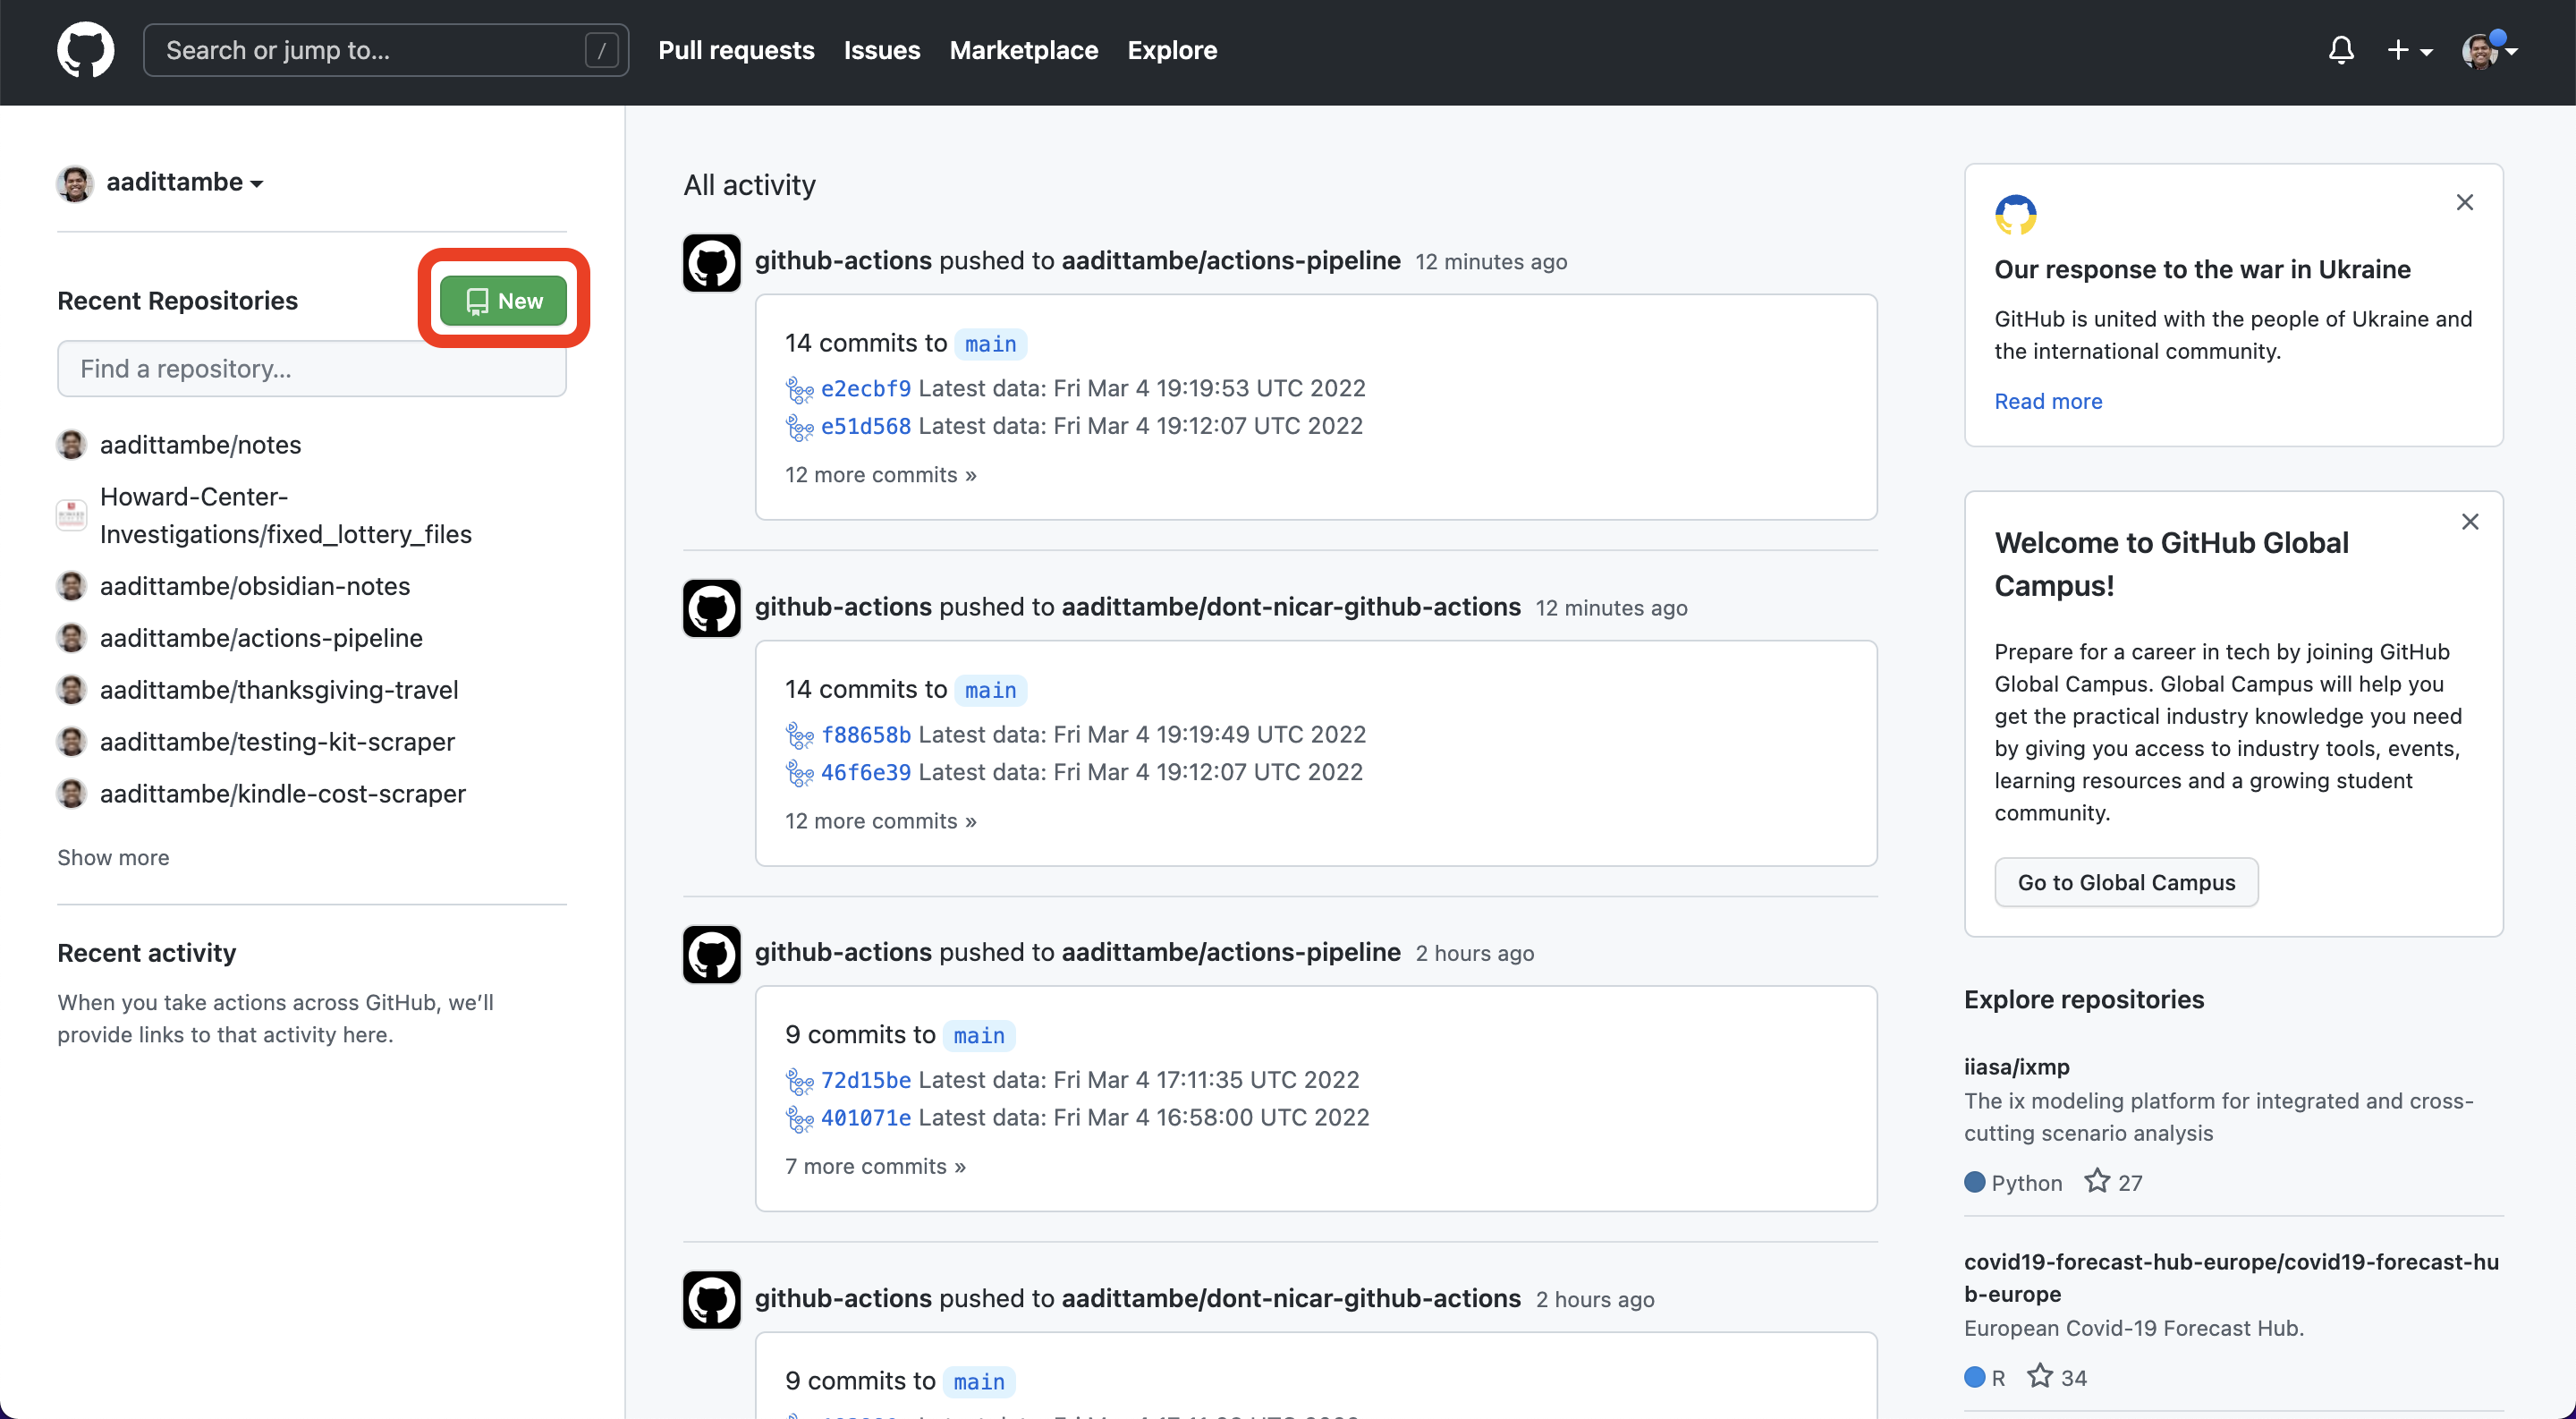 Search or jump to...
/
Pull requests
Issues
Marketplace
Explore
aadittambe
Recent Repositories
New
Find a repository...
aadittambe/notes
Howard-Center-
Investigations/fixed_lottery_files
aadittambe/obsidian-notes
aadittambe/actions-pipeline
aadittambe/thanksgiving-travel
aadittambe/testing-kit-scraper
aadittambe/kindle-cost-scraper
Show more
Recent activity
When you take actions across GitHub, we’ll
provide links to that activity here.
All activity
github-actions pushed to aadittambe/actions-pipeline 12 minutes ago
14 commits to main
e2ecbf9 Latest data: Fri Mar 4 19:19:53 UTC 2022
e51d568 Latest data: Fri Mar 4 19:12:07 UTC 2022
12 more commits »
github-actions pushed to aadittambe/dont-nicar-github-actions 12 minutes ago
14 commits to main
f88658b Latest data: Fri Mar 4 19:19:49 UTC 2022
46f6e39 Latest data: Fri Mar 4 19:12:07 UTC 2022
12 more commits »
github-actions pushed to aadittambe/actions-pipeline 2 hours ago
9 commits to main
72d15be Latest data: Fri Mar 4 17:11:35 UTC 2022
401071e Latest data: Fri Mar 4 16:58:00 UTC 2022
7 more commits »
github-actions pushed to aadittambe/dont-nicar-github-actions 2 hours ago
9 commits to main
Our response to the war in Ukraine
GitHub is united with the people of Ukraine and
the international community.
Read more
Welcome to GitHub Global
Campus!
Prepare for a career in tech by joining GitHub
Global Campus. Global Campus will help you
get the practical industry knowledge you need
by giving you access to industry tools, events,
learning resources and a growing student
community.
Go to Global Campus
Explore repositories
iiasa/ixmp
The ix modeling platform for integrated and cross-
cutting scenario analysis
Python 27
covid19-forecast-hub-europe/covid19-forecast-hu
b-europe
European Covid-19 Forecast Hub.
R 34